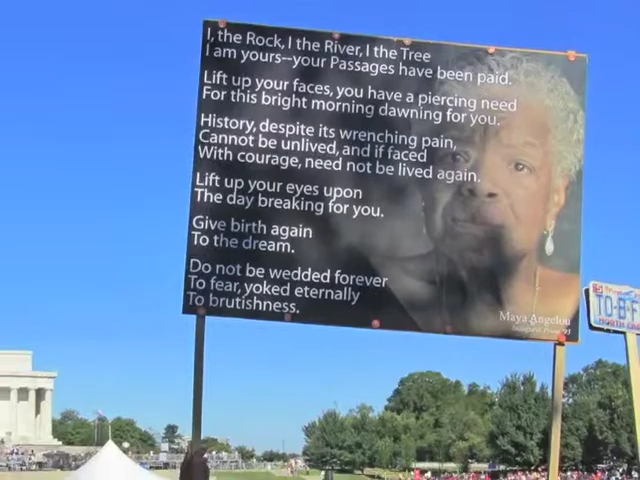 I, the Rock, I the River, I the Tree
I am yours--your Passages have been paid.
Lift up your faces, you have a piercing need
For this bright morning dawning for you.
History, despite its wrenching pain,
Cannot be unlived, and if faced
With courage, need not be lived again.
Lift up your eyes upon
The day breaking for you.
Give birth again
To the dream.
Do not be wedded forever
To fear, yoked eternally
To brutishness.
Maya Angelou
Inaugural Poem '93
TO-B-F